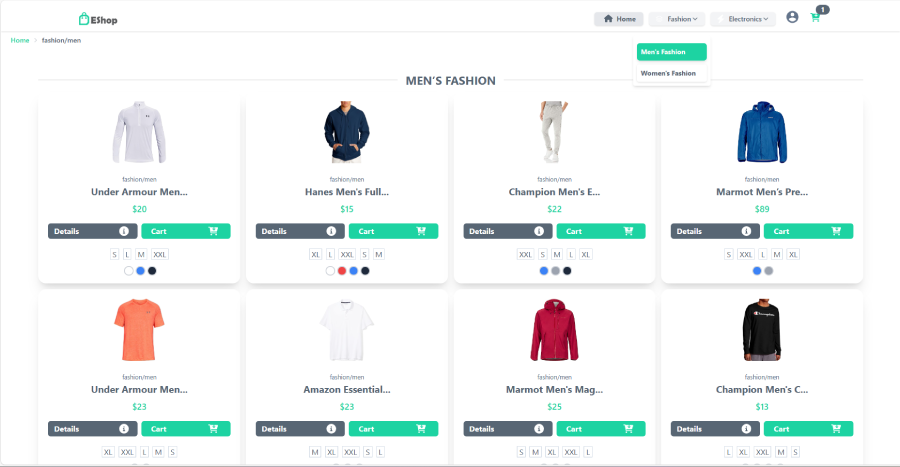 EShop
Home
Fashion
Electronics
1
Home > fashion/men
Men's Fashion
Women's Fashion
MEN'S FASHION
fashion/men
Under Armour Men...
$20
Details
Cart
S L M XXL
fashion/men
Hanes Men's Full...
$15
Details
Cart
XL L XXL S M
fashion/men
Champion Men's E...
$22
Details
Cart
XXL S M L XL
fashion/men
Marmot Men's Pre...
$89
Details
Cart
S XXL L M XL
fashion/men
Under Armour Men...
$23
Details
Cart
XL XXL L M S
fashion/men
Amazon Essential...
$23
Details
Cart
M XL XXL S L
fashion/men
Marmot Men's Mag...
$25
Details
Cart
S M XL XXL L
Champion
fashion/men
Champion Men's C...
$13
Details
Cart
L XL XXL M S